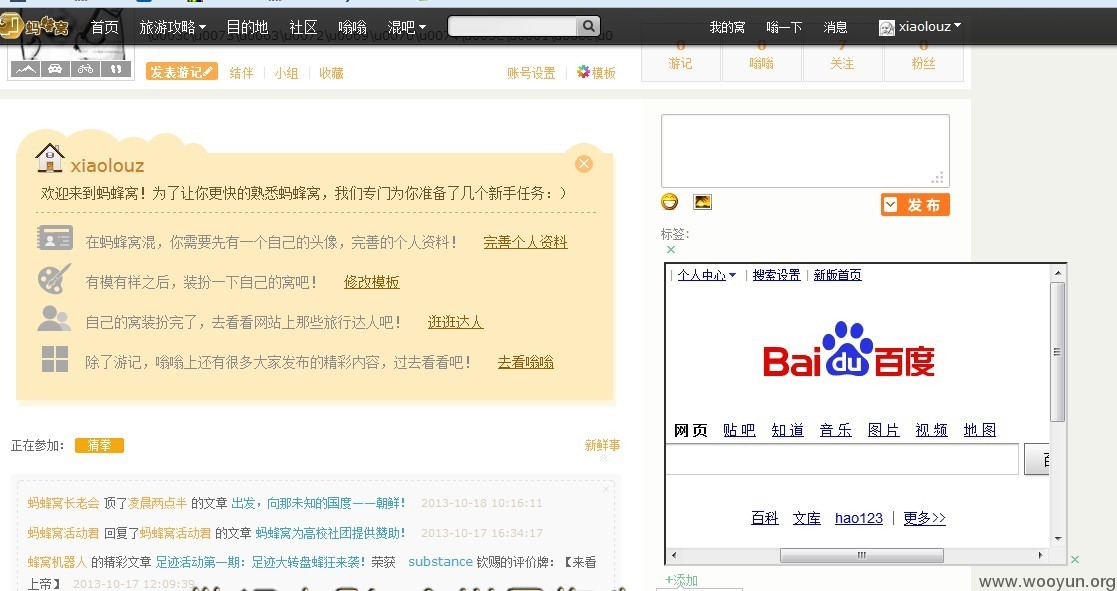 蚂蜂窝 首页 旅游攻略 目的地 社区 嗡嗡 混吧 我的窝 嗡一下 消息 xiaolouz
0 0 7 0
发表游记 结伴 小组 收藏 账号设置 模板 游记 嗡嗡 关注 粉丝
xiaolouz
欢迎来到蚂蜂窝！为了让你更快的熟悉蚂蜂窝，我们专门为你准备了几个新手任务：）
在蚂蜂窝混，你需要先有一个自己的头像，完善的个人资料！ 完善个人资料
有模有样之后，装扮一下自己的窝吧！ 修改模板
自己的窝装扮完了，去看看网站上那些旅行达人吧！ 逛逛达人
除了游记，嗡嗡上还有很多大家发布的精彩内容，过去看看吧！ 去看嗡嗡
正在参加： 猜拳 新鲜事
蚂蜂窝长老会 顶了凌晨两点半 的文章 出发，向那未知的国度——朝鲜！ 2013-10-18 10:16:11
蚂蜂窝活动君 回复了蚂蜂窝活动君 的文章 蚂蜂窝为高校社团提供赞助！ 2013-10-17 16:34:17
蜂窝机器人 的精彩文章 足迹活动第一期：足迹大转盘蜂狂来袭！荣获 substance 钦赐的评价牌：【来看
上帝】 2013-10-17 12:09:39
发布
标签：
个人中心 | 搜索设置 | 新版首页
Bai du 百度
网页 贴吧 知道 音乐 图片 视频 地图
百科 文库 hao123 | 更多>>
+添加
www.wooyun.org